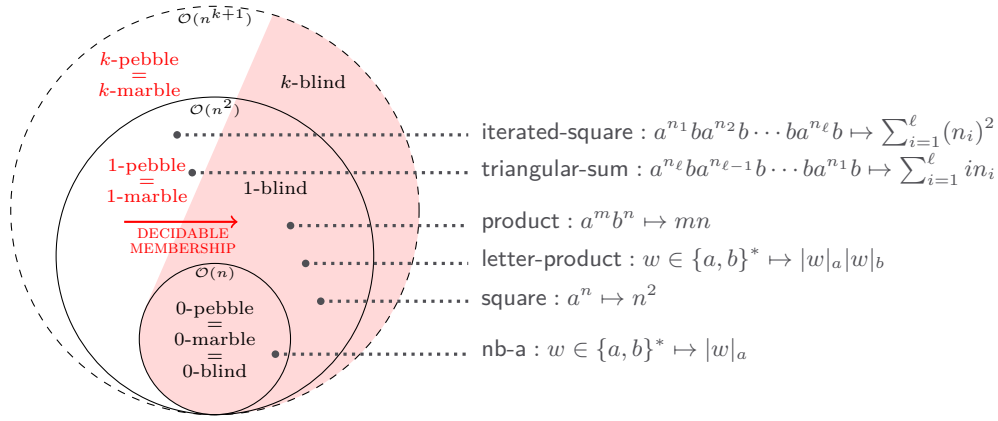 𝒪(n^{k+1})
k-pebble
=
k-marble
k-blind
𝒪(n^2)
1-pebble
=
1-marble
1-blind
DECIDABLE
MEMBERSHIP
𝒪(n)
0-pebble
=
0-marble
=
0-blind
iterated-square : a^{n_1}ba^{n_2}b · · · ba^{n_ℓ}b ↦ ∑_{i=1}^{ℓ}(n_i)^2
triangular-sum : a^{n_ℓ}ba^{n_{ℓ−1}}b · · · ba^{n_1}b ↦ ∑_{i=1}^{ℓ} in_i
product : a^m b^n ↦ mn
letter-product : w ∈ {a, b}^* ↦ |w|_a|w|_b
square : a^n ↦ n^2
nb-a : w ∈ {a, b}^* ↦ |w|_a